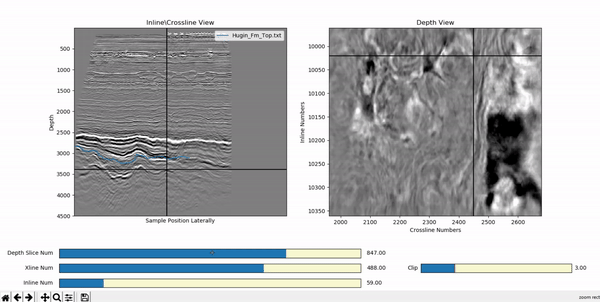 Inline\Crossline View
Hugin_Fm_Top.txt
500
1000
1500
2000
2500
3000
3500
4000
4500
Depth
Sample Position Laterally
Depth View
10000
10050
10100
10150
10200
10250
10300
10350
Inline Numbers
2000
2100
2200
2300
2400
2500
2600
Crossline Numbers
Depth Slice Num
847.00
Xline Num
488.00
Clip
3.00
Inline Num
59.00
zoom rect